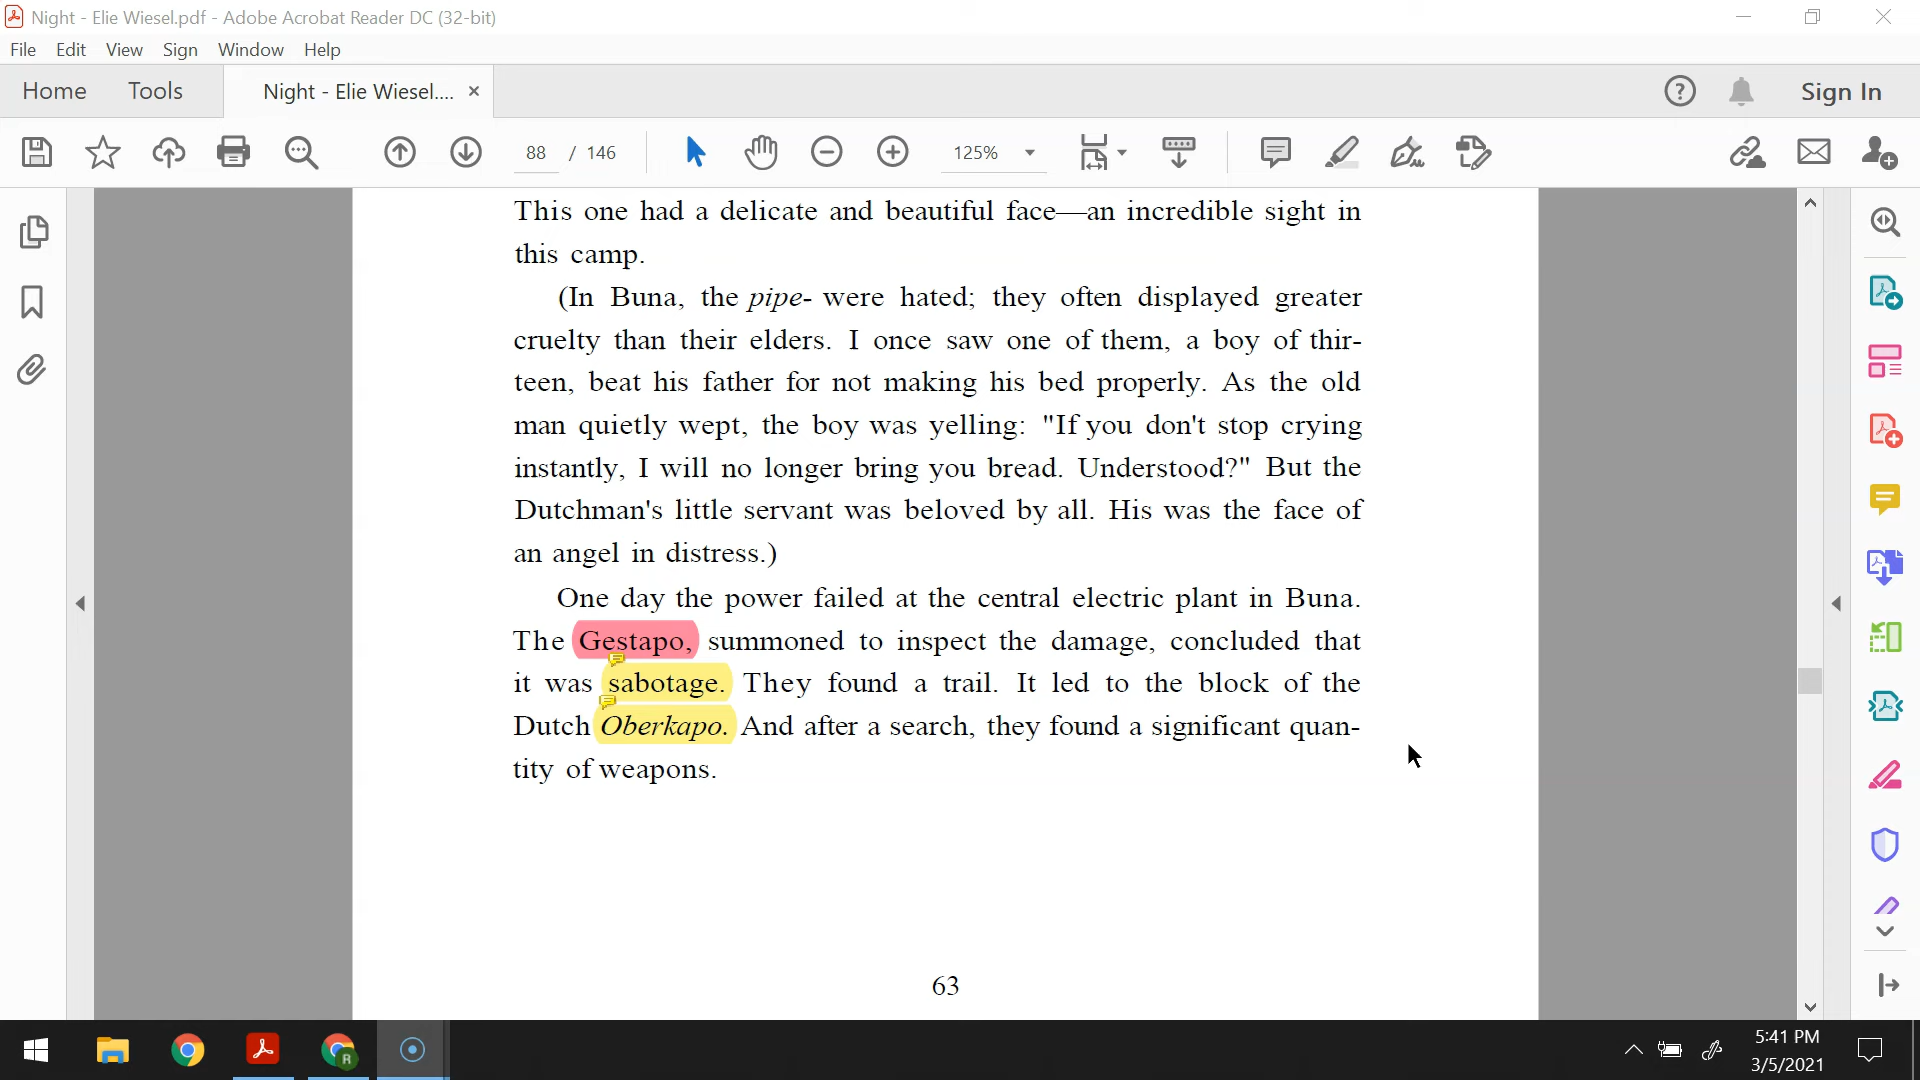 Night - Elie Wiesel.pdf - Adobe Acrobat Reader DC (32-bit)
File Edit View Sign Window Help
Home Tools Night - Elie Wiesel.... × Sign In
88 / 146 125%
This one had a delicate and beautiful face—an incredible sight in
this camp.
(In Buna, the pipe- were hated; they often displayed greater
cruelty than their elders. I once saw one of them, a boy of thir-
teen, beat his father for not making his bed properly. As the old
man quietly wept, the boy was yelling: "If you don't stop crying
instantly, I will no longer bring you bread. Understood?" But the
Dutchman's little servant was beloved by all. His was the face of
an angel in distress.)
One day the power failed at the central electric plant in Buna.
The Gestapo, summoned to inspect the damage, concluded that
it was sabotage. They found a trail. It led to the block of the
Dutch Oberkapo. And after a search, they found a significant quan-
tity of weapons.
63
R
5:41 PM
3/5/2021